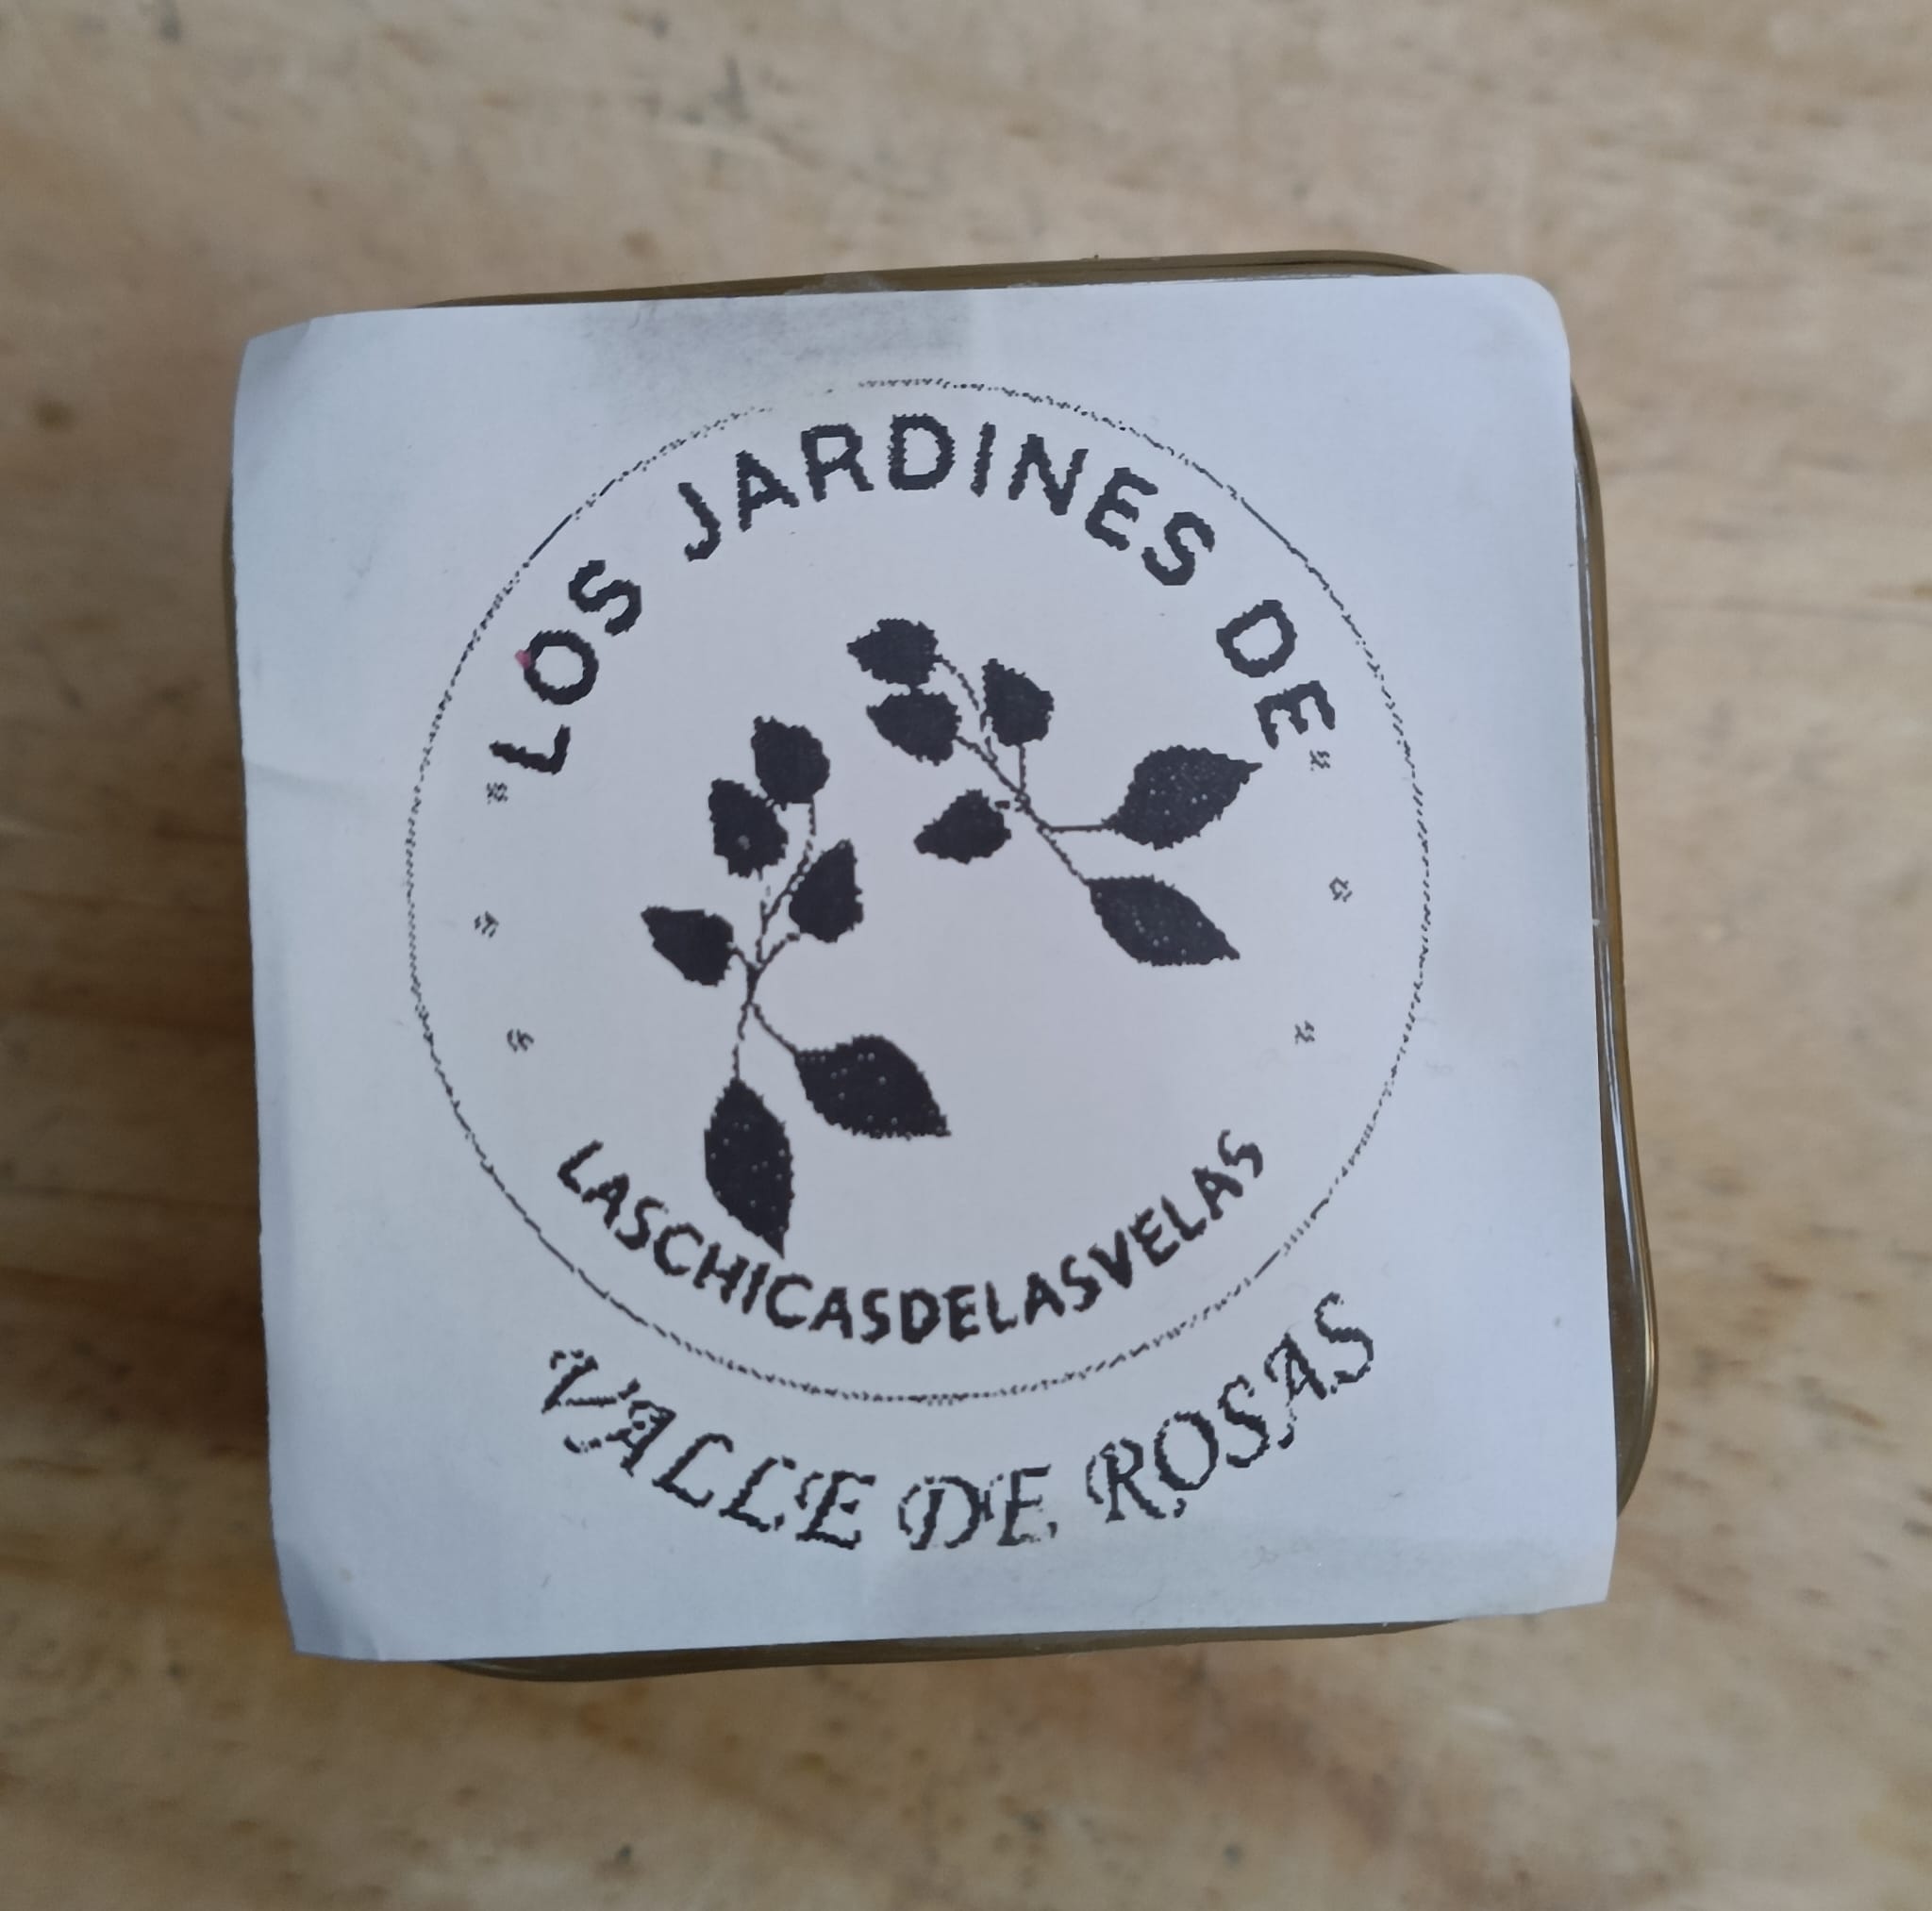 LOS JARDINES DE
LASCHICASDELASVELAS
VALLE DE ROSAS